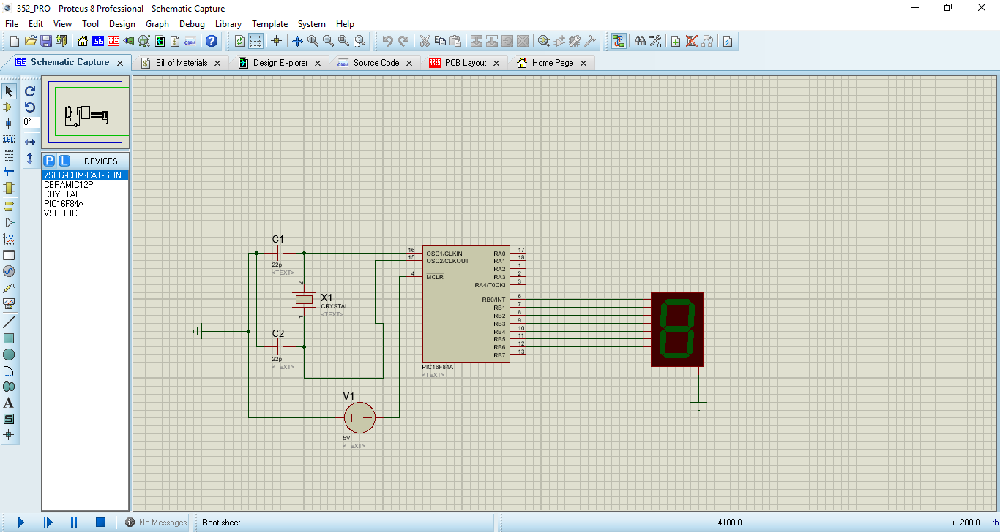 352_PRO - Proteus 8 Professional - Schematic Capture
File Edit View Tool Design Graph Debug Library Template System Help
Schematic Capture Bill of Materials Design Explorer Source Code PCB Layout Home Page
0°
LBL
P L DEVICES
7SEG-COM-CAT-GRN
CERAMIC12P
CRYSTAL
PIC16F84A
VSOURCE
A
S
C1
22p
<TEXT>
2
X1
CRYSTAL
<TEXT>
1
C2
22p
<TEXT>
V1
5V
<TEXT>
16 OSC1/CLKIN RA0 17
15 OSC2/CLKOUT RA1 18
RA2 1
4 MCLR RA3 2
RA4/T0CKI 3
RB0/INT 6
RB1 7
RB2 8
RB3 9
RB4 10
RB5 11
RB6 12
RB7 13
PIC16F84A
<TEXT>
No Messages Root sheet 1 -4100.0 +1200.0 th